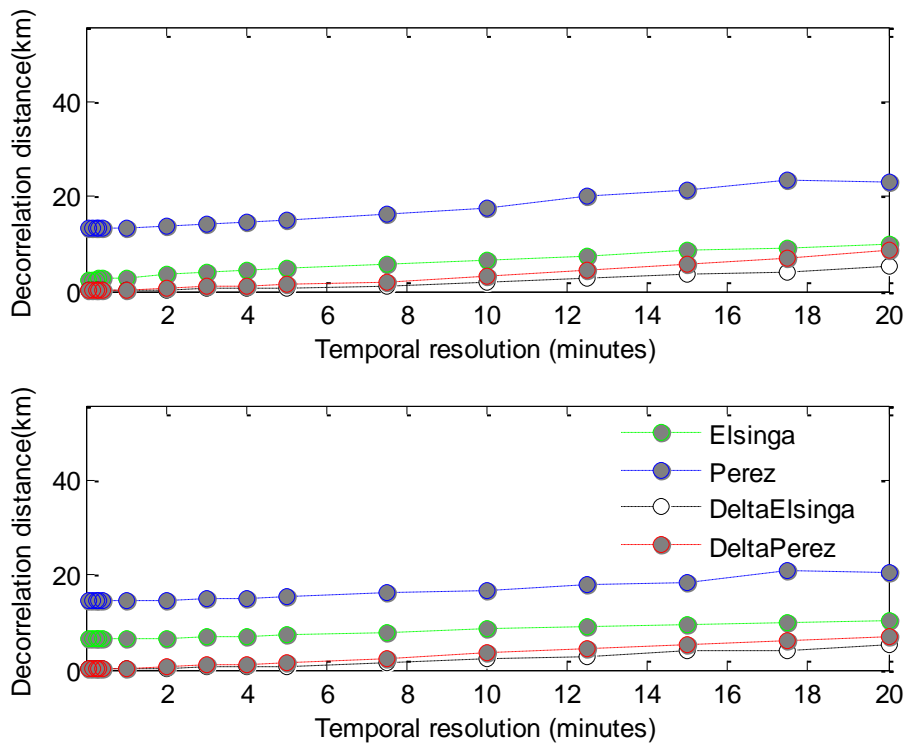 Decorrelation distance(km)
40
20
0
2 4 6 8 10 12 14 16 18 20
Temporal resolution (minutes)
Decorrelation distance(km)
40
20
0
2 4 6 8 10 12 14 16 18 20
Temporal resolution (minutes)
Elsinga
Perez
DeltaElsinga
DeltaPerez